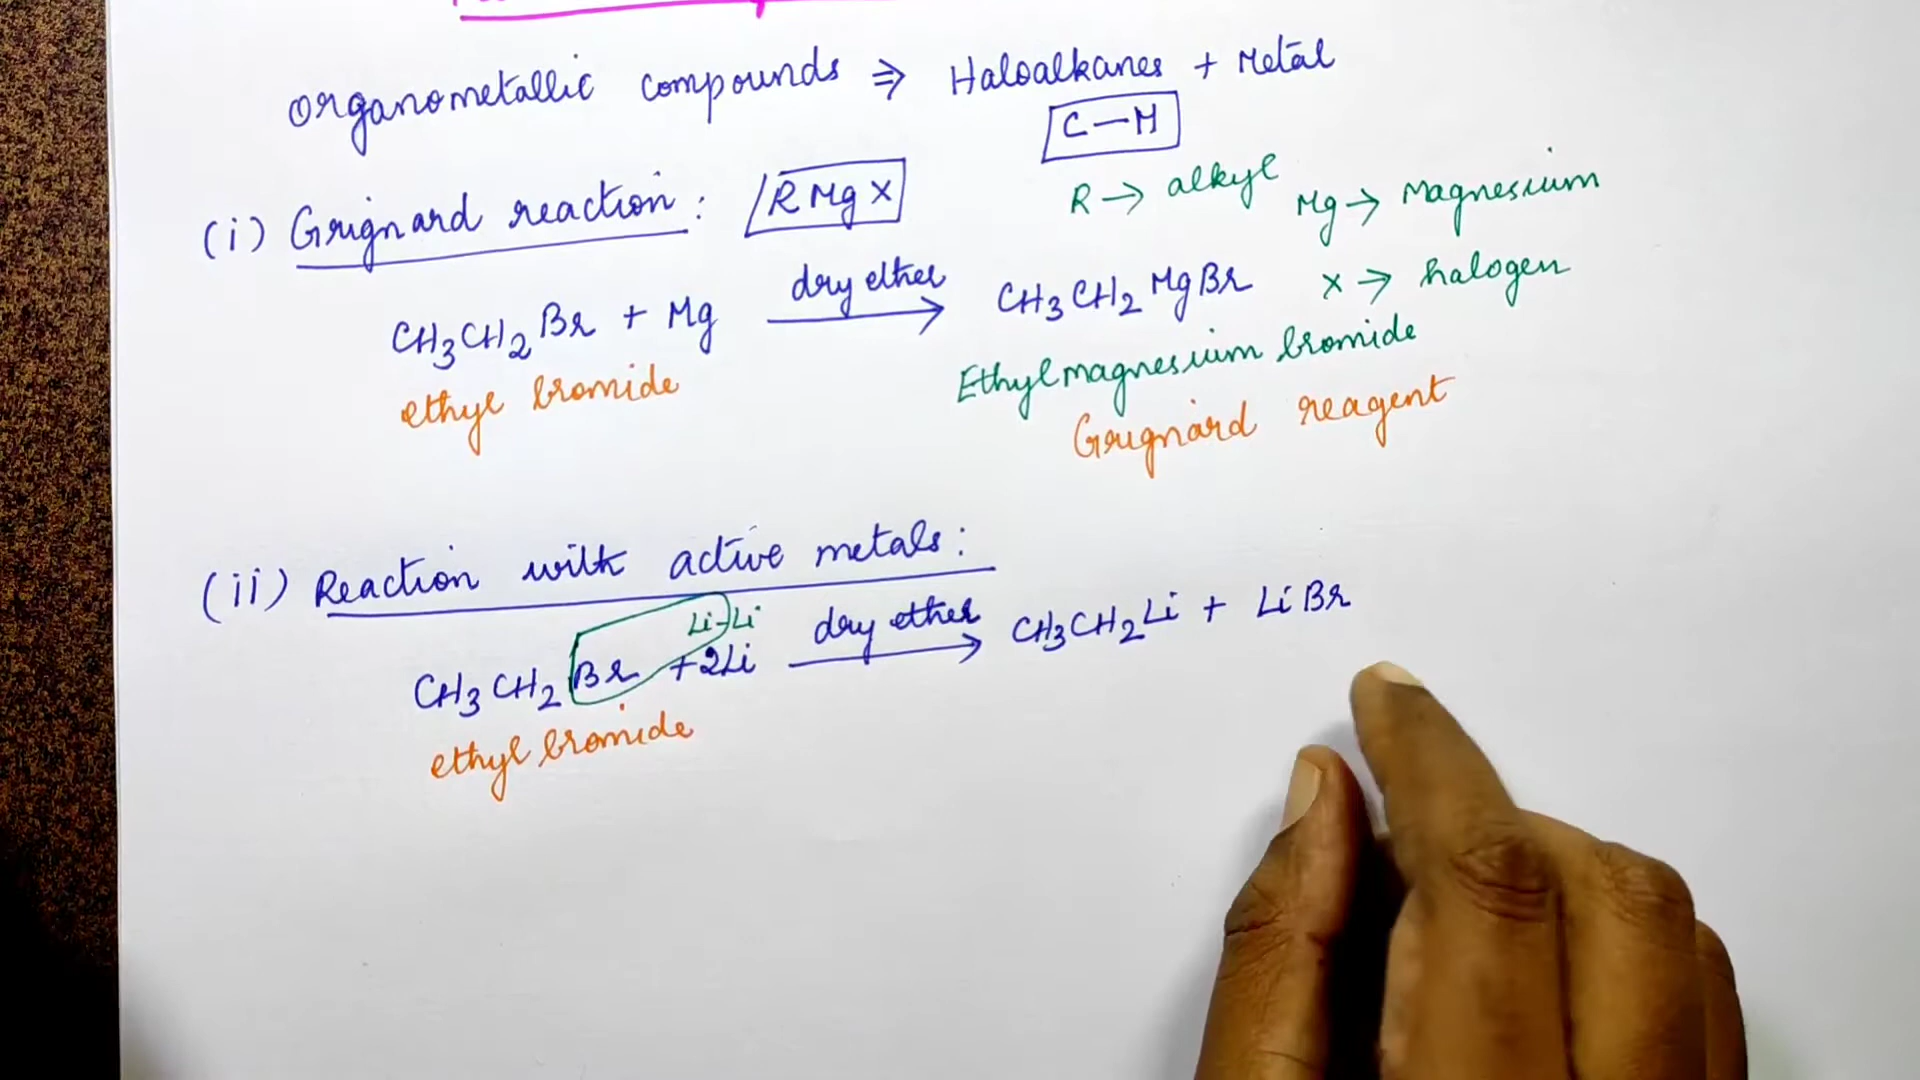 Organometallic compounds ⇒ Haloalkanes + Metal
C—M
(i) Grignard reaction : R Mg X
R → alkyl Mg → Magnesium
X → halogen
CH3CH2Br + Mg dry ether → CH3CH2MgBr
ethyl bromide Ethylmagnesium bromide
Grignard reagent
(ii) Reaction with active metals :
Li-Li
CH3CH2Br + 2Li dry ether → CH3CH2Li + LiBr
ethyl bromide